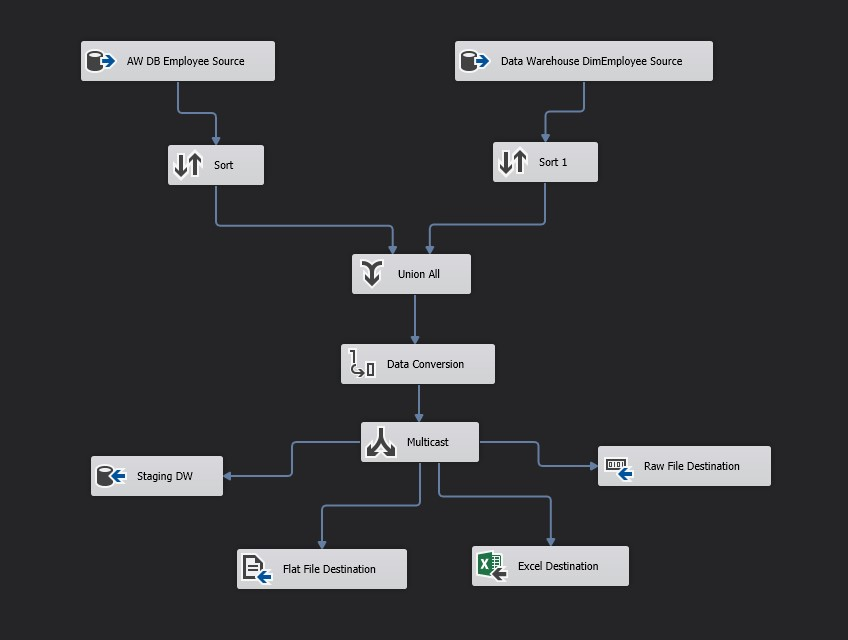 AW DB Employee Source
Data Warehouse DimEmployee Source
Sort
Sort 1
Union All
Data Conversion
Multicast
Staging DW
Raw File Destination
Flat File Destination
Excel Destination